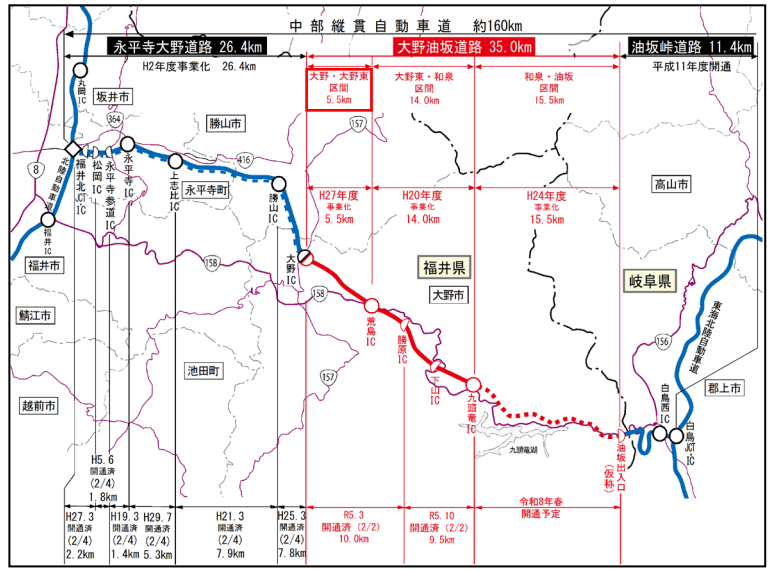 中部縦貫自動車道 約160km
永平寺大野道路 26.4km
大野油坂道路 35.0km
油坂峠道路 11.4km
H2年度事業化 26.4km
平成11年度開通
大野・大野東
区間
5.5km
大野東・和泉
区間
14.0km
和泉・油坂
区間
15.5km
丸岡IC
坂井市
364
勝山市
157
416
8
北陸自動車道
福井北JCT
IC
松岡IC
永平寺参道IC
永平寺IC
上志比IC
永平寺町
勝山IC
高山市
H27年度
事業化
5.5km
H20年度
事業化
14.0km
H24年度
事業化
15.5km
福井IC
福井市
158
大野IC
福井県
大野市
岐阜県
158
鯖江市
荒島IC
勝原IC
156
東海北陸自動車道
池田町
157
下山IC
九頭竜IC
越前市
郡上市
白鳥西IC
白鳥JCT
IC
九頭竜湖
油坂出入口
(仮称)
H5.6
開通済
(2/4)
1.8km
H27.3
開通済
(2/4)
2.2km
H19.3
開通済
(2/4)
1.4km
H29.7
開通済
(2/4)
5.3km
H21.3
開通済
(2/4)
7.9km
H25.3
開通済
(2/4)
7.8km
R5.3
開通済 (2/2)
10.0km
R5.10
開通済 (2/2)
9.5km
令和8年春
開通予定